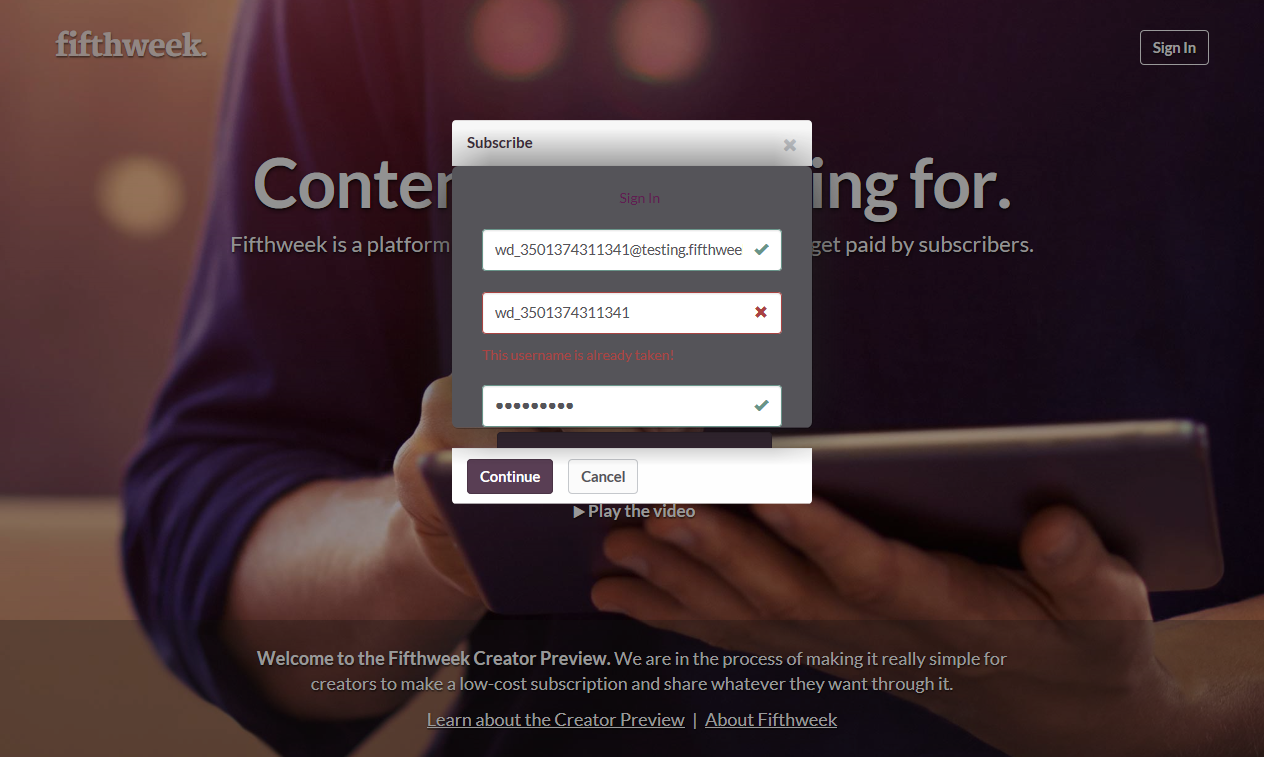 fifthweek.
Sign In
Subscribe
Conten ing for.
Sign In
Fifthweek is a platform get paid by subscribers.
wd_3501374311341@testing.fifthwee
wd_3501374311341
This username is already taken!
•••••••••
Continue Cancel
Play the video
Welcome to the Fifthweek Creator Preview. We are in the process of making it really simple for
creators to make a low-cost subscription and share whatever they want through it.
Learn about the Creator Preview | About Fifthweek